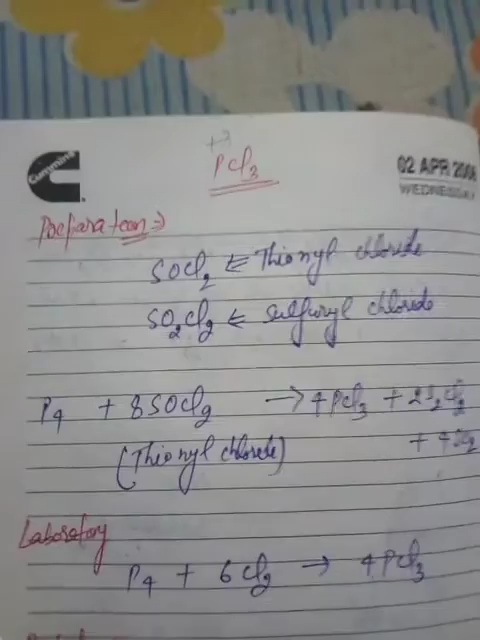 +3
PCl3
Cummins
02 APR 2008
WEDNESDAY
Preparation⇒
SOCl2 ⇐ Thionyl chloride
SO2Cl2 ⇐ Sulfuryl chloride
P4 + 8SOCl2 → 4PCl3 + 2S2Cl2
(Thionyl chloride)
Laboratory
P4 + 6Cl2 → 4PCl3